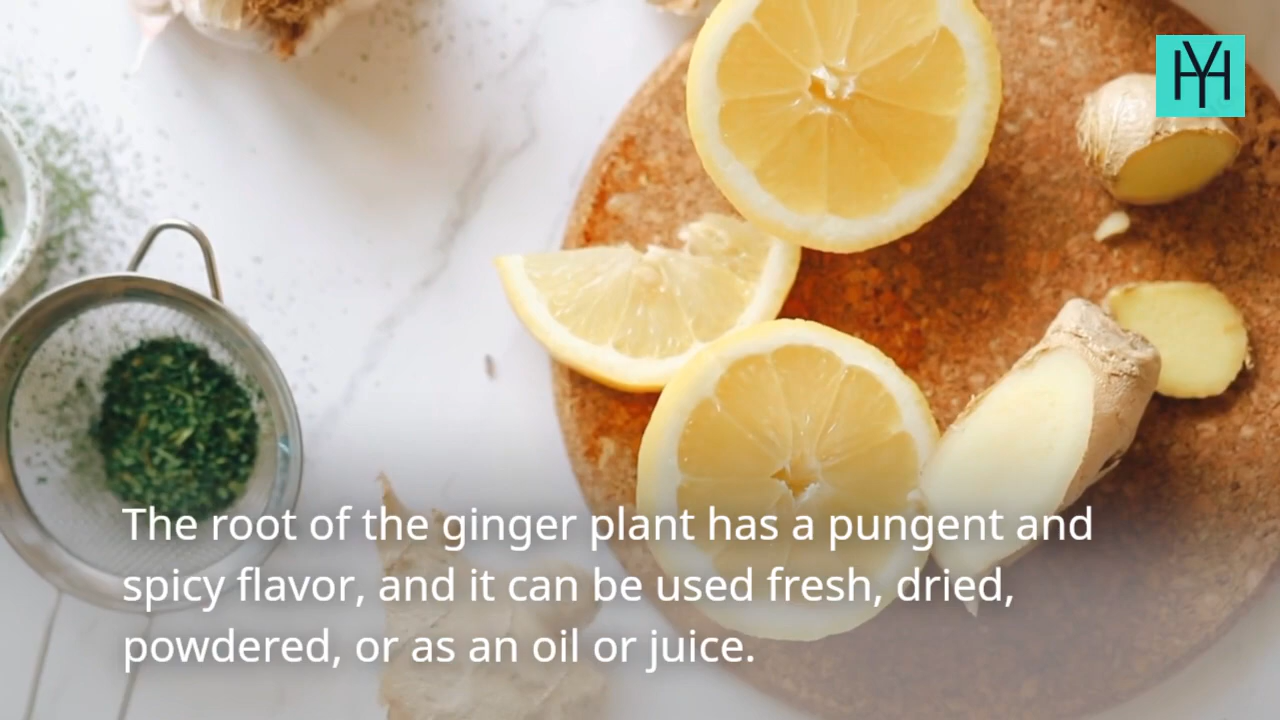 YH
The root of the ginger plant has a pungent and
spicy flavor, and it can be used fresh, dried,
powdered, or as an oil or juice.